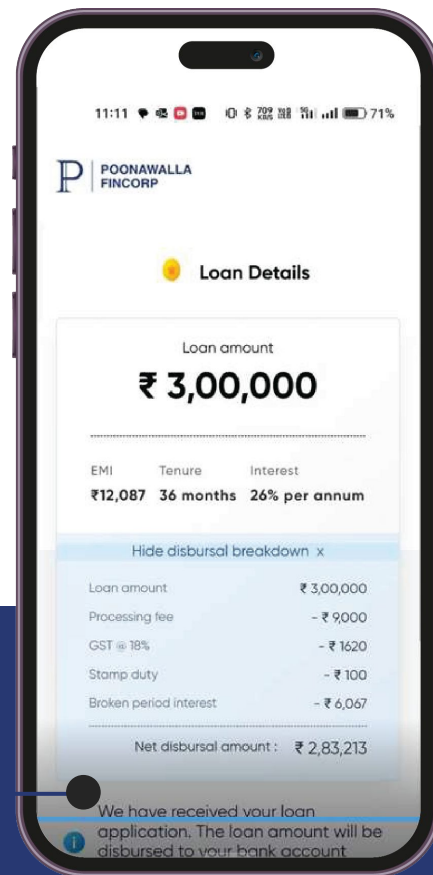 11:11
709 KB/S
5G
71%
P
POONAWALLA
FINCORP
Loan Details
Loan amount
₹ 3,00,000
EMI Tenure Interest
₹12,087 36 months 26% per annum
Hide disbursal breakdown x
Loan amount ₹ 3,00,000
Processing fee - ₹ 9,000
GST @ 18% - ₹ 1620
Stamp duty - ₹ 100
Broken period interest - ₹ 6,067
Net disbursal amount : ₹ 2,83,213
We have received your loan
application. The loan amount will be
disbursed to your bank account